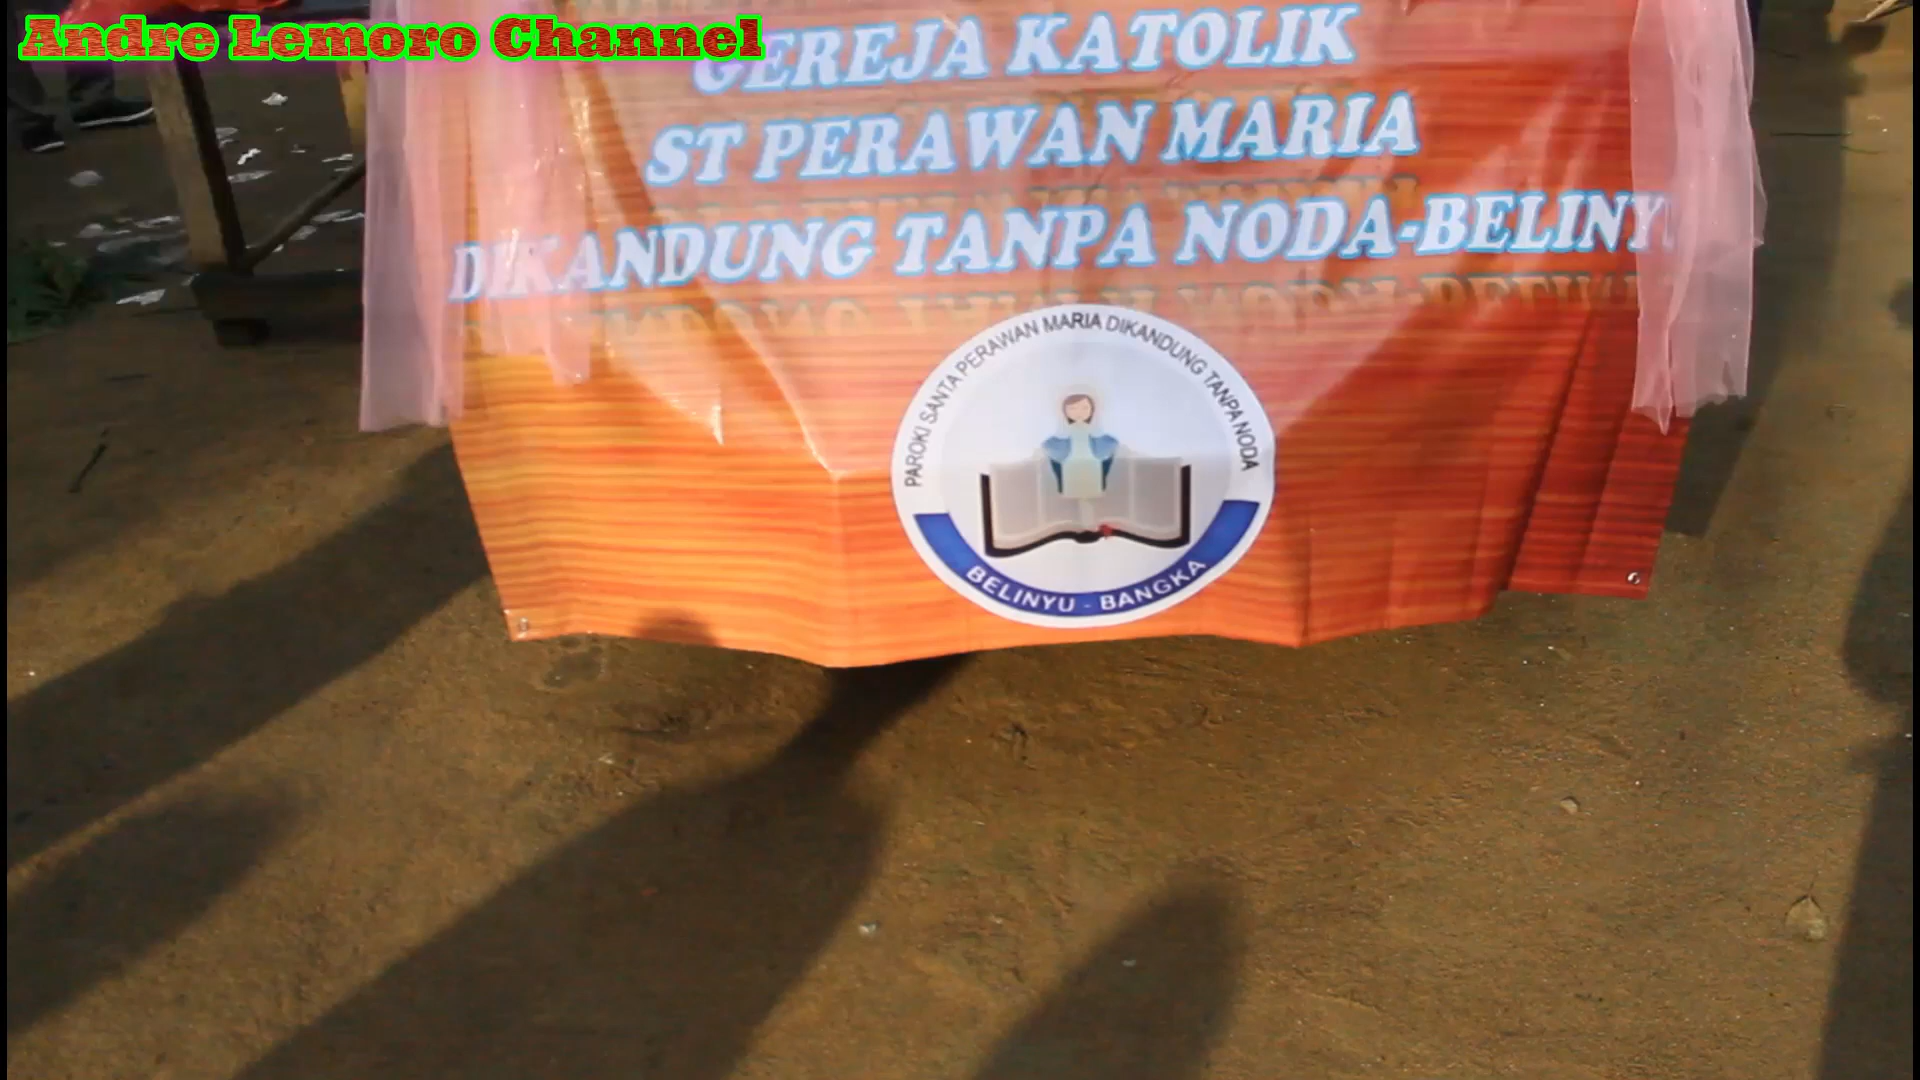 Andre Lemoro Channel
GEREJA KATOLIK
ST PERAWAN MARIA
DIKANDUNG TANPA NODA-BELINYU
PAROKI SANTA PERAWAN MARIA DIKANDUNG TANPA NODA
BELINYU - BANGKA